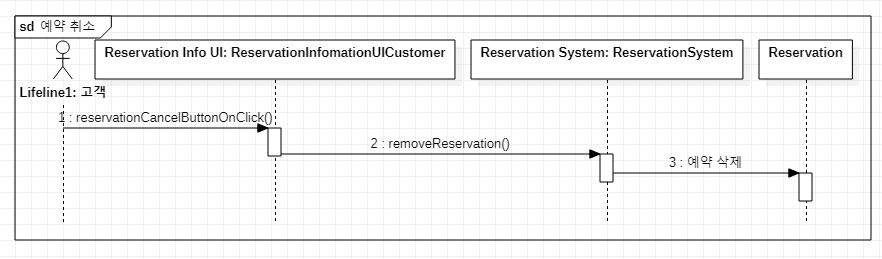 sd 예약 취소
Reservation Info UI: ReservationInfomationUICustomer
Reservation System: ReservationSystem
Reservation
Lifeline1: 고객
1 : reservationCancelButtonOnClick()
2 : removeReservation()
3 : 예약 삭제